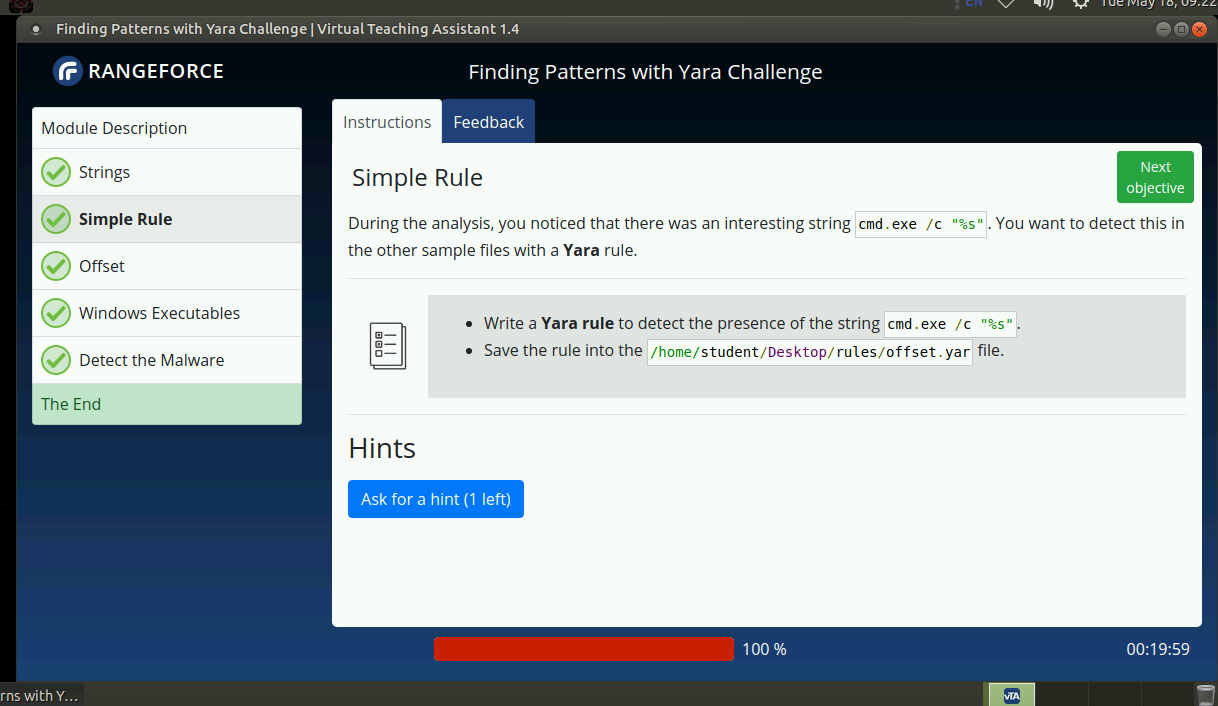 EN Tue May 18, 09:22
Finding Patterns with Yara Challenge | Virtual Teaching Assistant 1.4
RANGEFORCE
Finding Patterns with Yara Challenge
Module Description
Strings
Simple Rule
Offset
Windows Executables
Detect the Malware
The End
Instructions
Feedback
Simple Rule
Next
objective
During the analysis, you noticed that there was an interesting string cmd.exe /c "%s". You want to detect this in
the other sample files with a Yara rule.
Write a Yara rule to detect the presence of the string cmd.exe /c "%s".
Save the rule into the /home/student/Desktop/rules/offset.yar file.
Hints
Ask for a hint (1 left)
100 %
00:19:59
rns with Y...
vTA